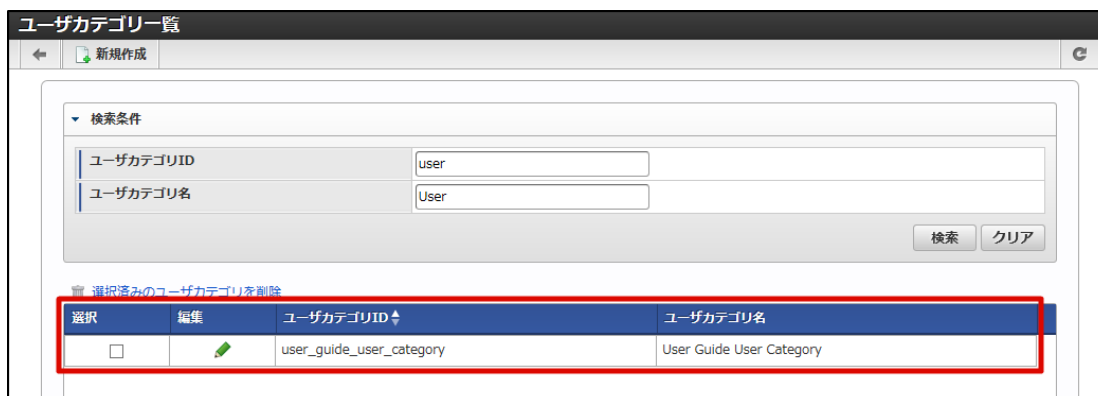 ユーザカテゴリ一覧
新規作成
検索条件
ユーザカテゴリID user
ユーザカテゴリ名 User
検索 クリア
選択済みのユーザカテゴリを削除
選択 編集 ユーザカテゴリID ユーザカテゴリ名
user_guide_user_category User Guide User Category